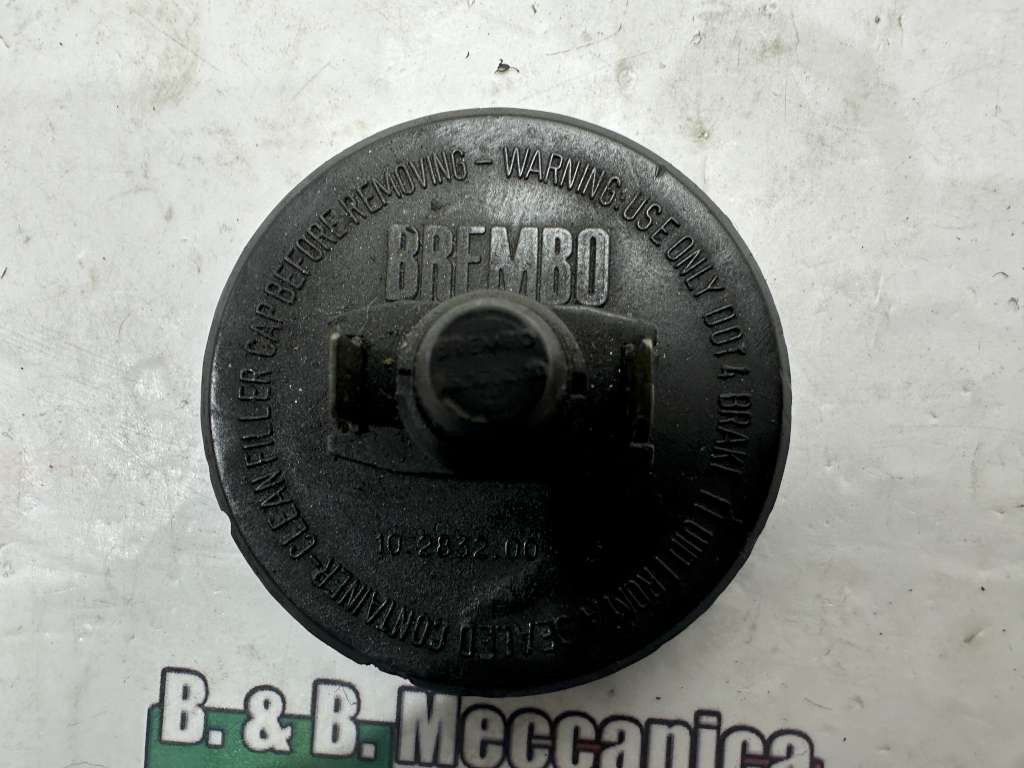 WARNING: USE ONLY DOT 4 BRAKE FLUID FROM A SEALED CONTAINER-CLEAN FILLER CAP BEFORE REMOVING -
BREMBO
BREMBO
10.2832.00
B. & B. Meccanica